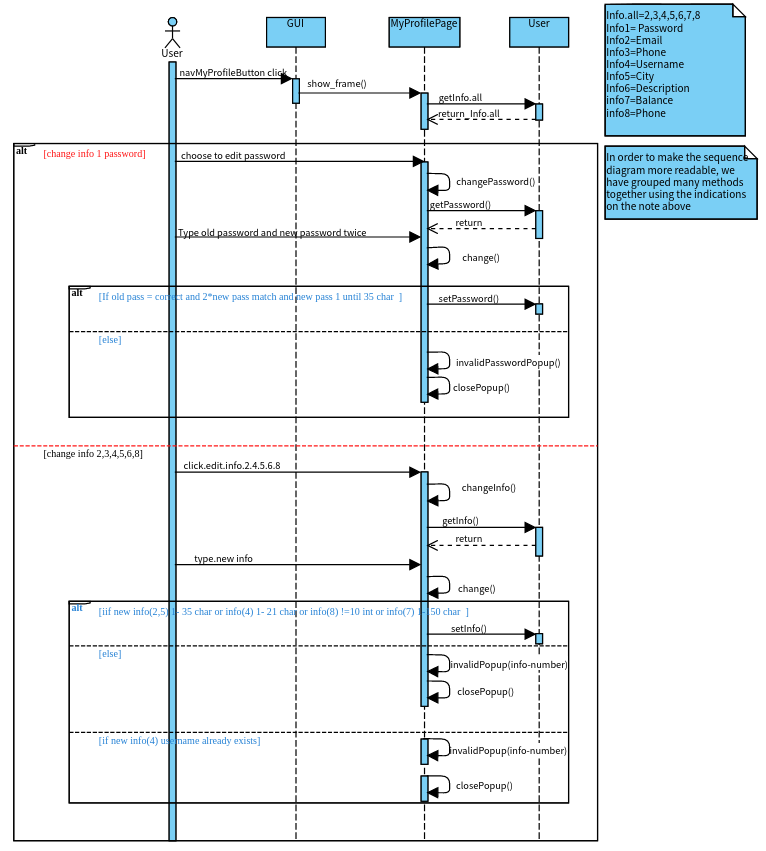 GUI
MyProfilePage
User
User
Info.all=2,3,4,5,6,7,8
Info1= Password
Info2=Email
Info3=Phone
Info4=Username
Info5=City
Info6=Description
info7=Balance
info8=Phone
In order to make the sequence
diagram more readable, we
have grouped many methods
together using the indications
on the note above
navMyProfileButton click
show_frame()
getInfo.all
return_Info.all
alt
[change info 1 password]
choose to edit password
changePassword()
getPassword()
return
Type old password and new password twice
change()
alt
[If old pass = correct and 2*new pass match and new pass 1 until 35 char ]
setPassword()
[else]
invalidPasswordPopup()
closePopup()
[change info 2,3,4,5,6,8]
click.edit.info.2.4.5.6.8
changeInfo()
getInfo()
return
type.new info
change()
alt
[iif new info(2,5) 1- 35 char or info(4) 1- 21 char or info(8) !=10 int or info(7) 1-150 char ]
setInfo()
[else]
invalidPopup(info-number)
closePopup()
[if new info(4) username already exists]
invalidPopup(info-number)
closePopup()